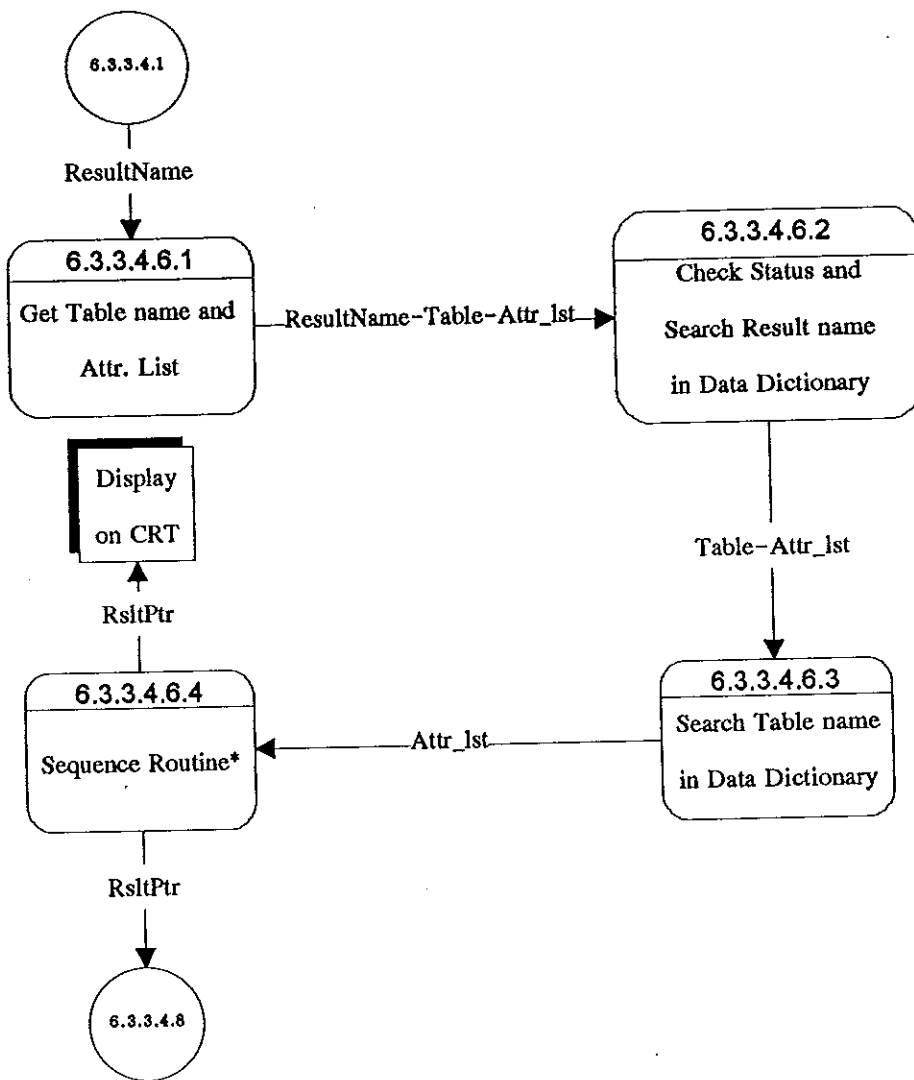 6.3.3.4.1
ResultName
6.3.3.4.6.1
Get Table name and
Attr. List
ResultName-Table-Attr_lst
6.3.3.4.6.2
Check Status and
Search Result name
in Data Dictionary
Table-Attr_lst
6.3.3.4.6.3
Search Table name
in Data Dictionary
Attr_lst
6.3.3.4.6.4
Sequence Routine*
RsltPtr
Display
on CRT
RsltPtr
6.3.3.4.8